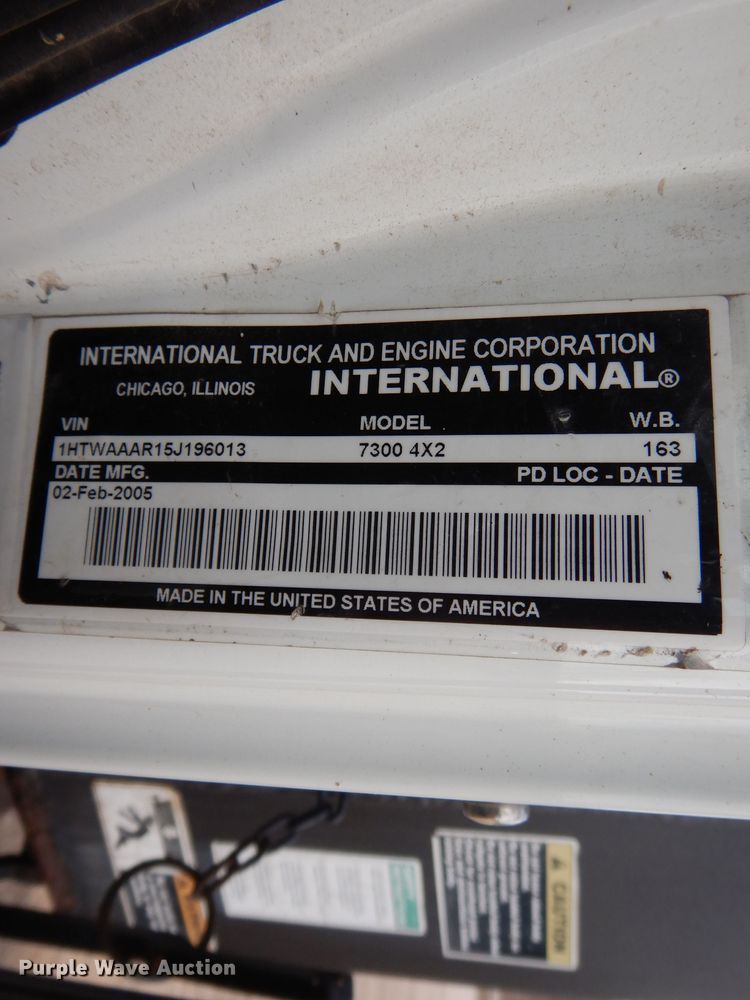 INTERNATIONAL TRUCK AND ENGINE CORPORATION
CHICAGO, ILLINOIS INTERNATIONAL®
VIN MODEL W.B.
1HTWAAAR15J196013 7300 4X2 163
DATE MFG. PD LOC - DATE
02-Feb-2005
MADE IN THE UNITED STATES OF AMERICA
CAUTION
Purple Wave Auction